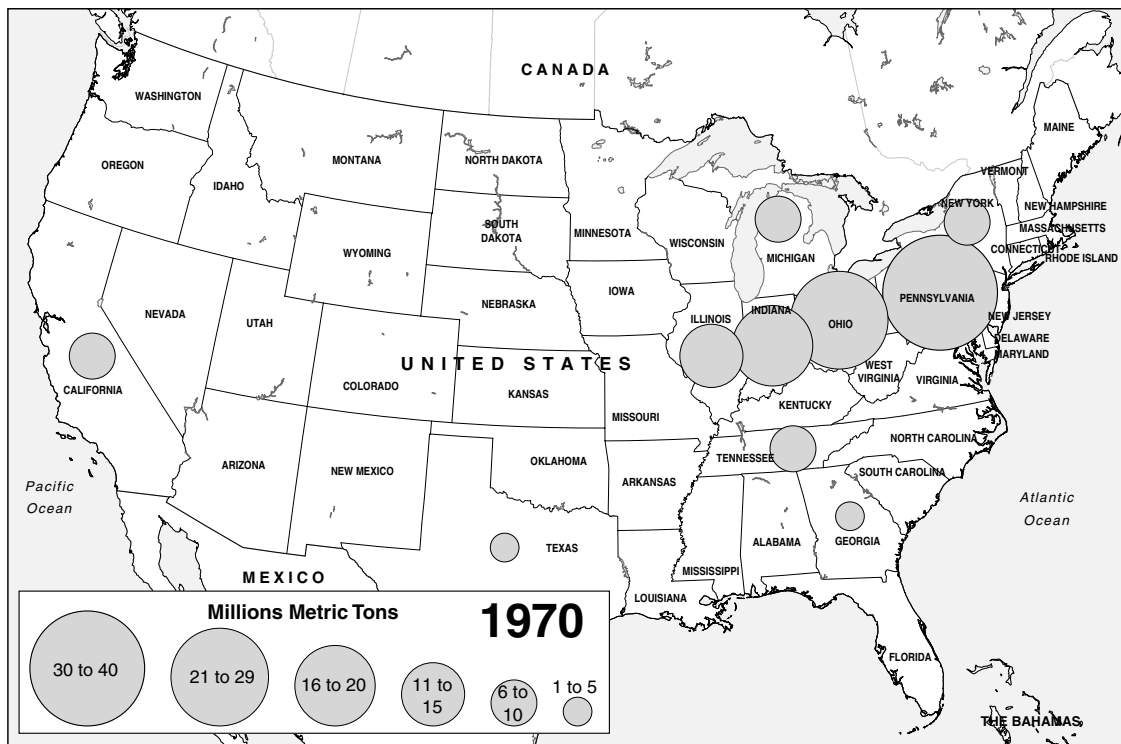 CANADA
WASHINGTON
MAINE
OREGON
MONTANA
NORTH DAKOTA
IDAHO
VERMONT
NEW YORK
NEW HAMPSHIRE
SOUTH
DAKOTA
MINNESOTA
MASSACHUSETTS
WISCONSIN
CONNECTICUT
WYOMING
MICHIGAN
RHODE ISLAND
IOWA
PENNSYLVANIA
NEBRASKA
NEVADA
UTAH
ILLINOIS
INDIANA
OHIO
NEW JERSEY
DELAWARE
MARYLAND
UNITED STATES
WEST
VIRGINIA
VIRGINIA
CALIFORNIA
COLORADO
KANSAS
KENTUCKY
MISSOURI
NORTH CAROLINA
TENNESSEE
ARIZONA
NEW MEXICO
OKLAHOMA
SOUTH CAROLINA
ARKANSAS
Pacific
Ocean
Atlantic
Ocean
TEXAS
ALABAMA
GEORGIA
MISSISSIPPI
MEXICO
LOUISIANA
FLORIDA
THE BAHAMAS
Millions Metric Tons
1970
30 to 40
21 to 29
16 to 20
11 to
15
6 to
10
1 to 5